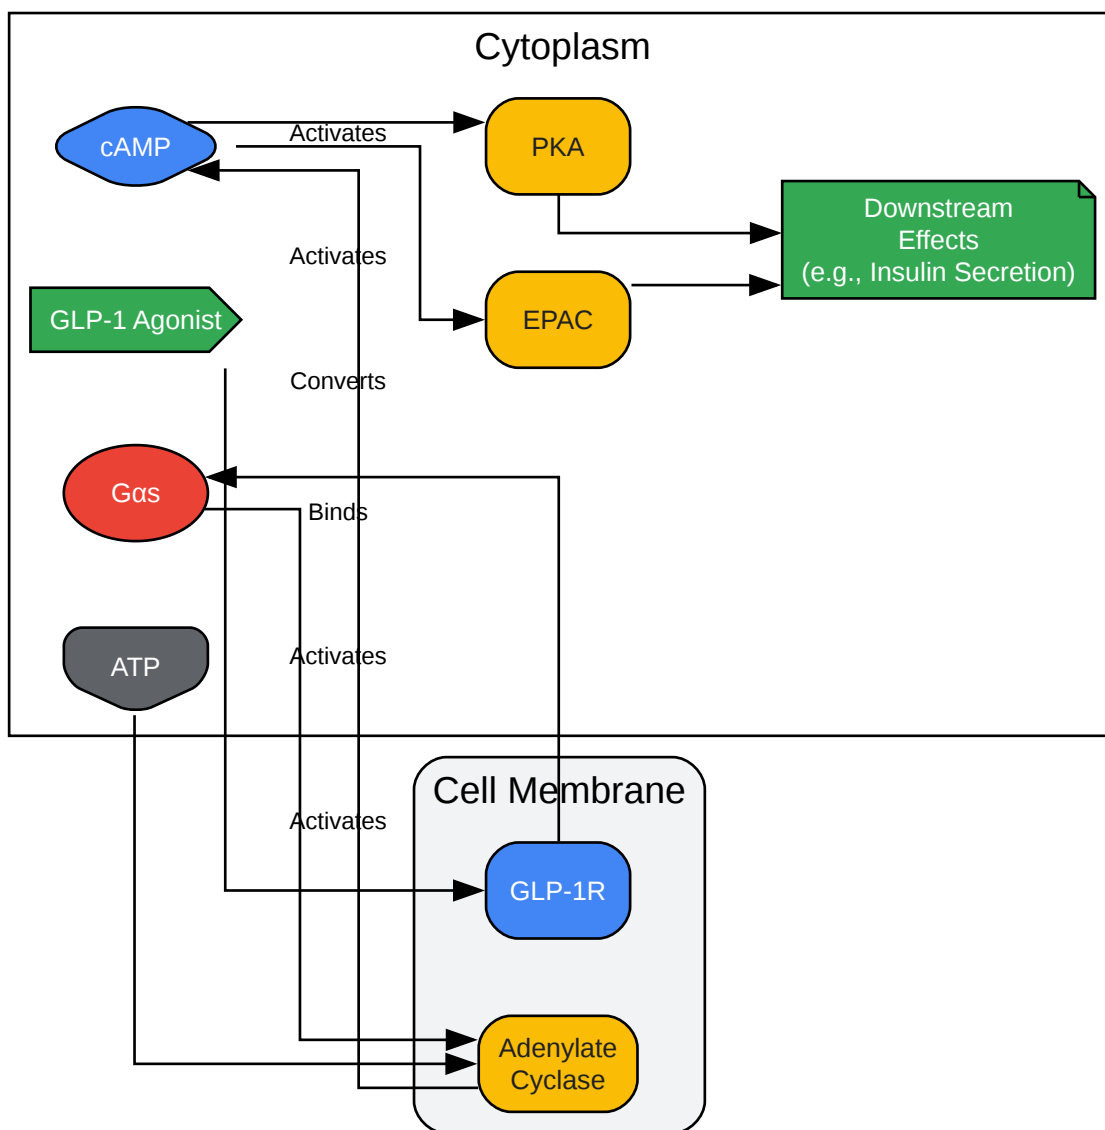 Cytoplasm
cAMP
Activates
PKA
Downstream
Effects
(e.g., Insulin Secretion)
Activates
GLP-1 Agonist
EPAC
Converts
Gαs
Binds
ATP
Activates
Cell Membrane
Activates
GLP-1R
Adenylate
Cyclase